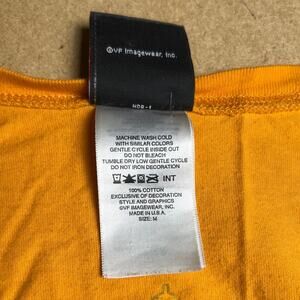 ©VF Imagewear, Inc.
MACHINE WASH COLD
WITH SIMILAR COLORS
GENTLE CYCLE INSIDE OUT
DO NOT BLEACH
TUMBLE DRY LOW GENTLE CYCLE
DO NOT IRON DECORATION
INT
100% COTTON
EXCLUSIVE OF DECORATION
STYLE AND GRAPHICS
©VF IMAGEWEAR, INC.
MADE IN U.S.A.
SIZE: M